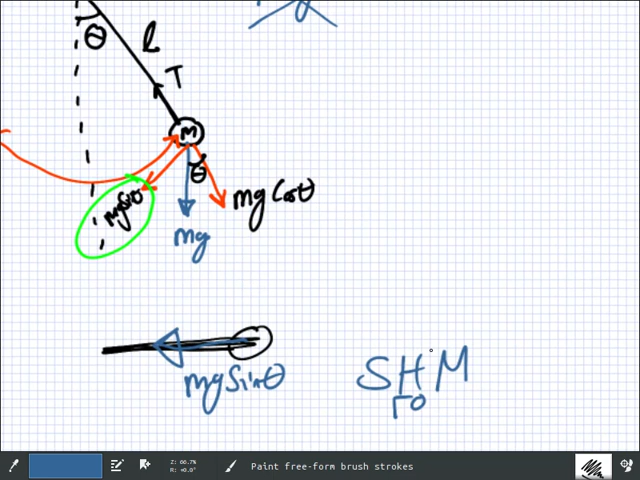 θ
l
T
M
θ
mg Sinθ
mg Cosθ
mg
mg Sinθ
SHM
Z: 66.7%
R: +0.0°
Paint free-form brush strokes